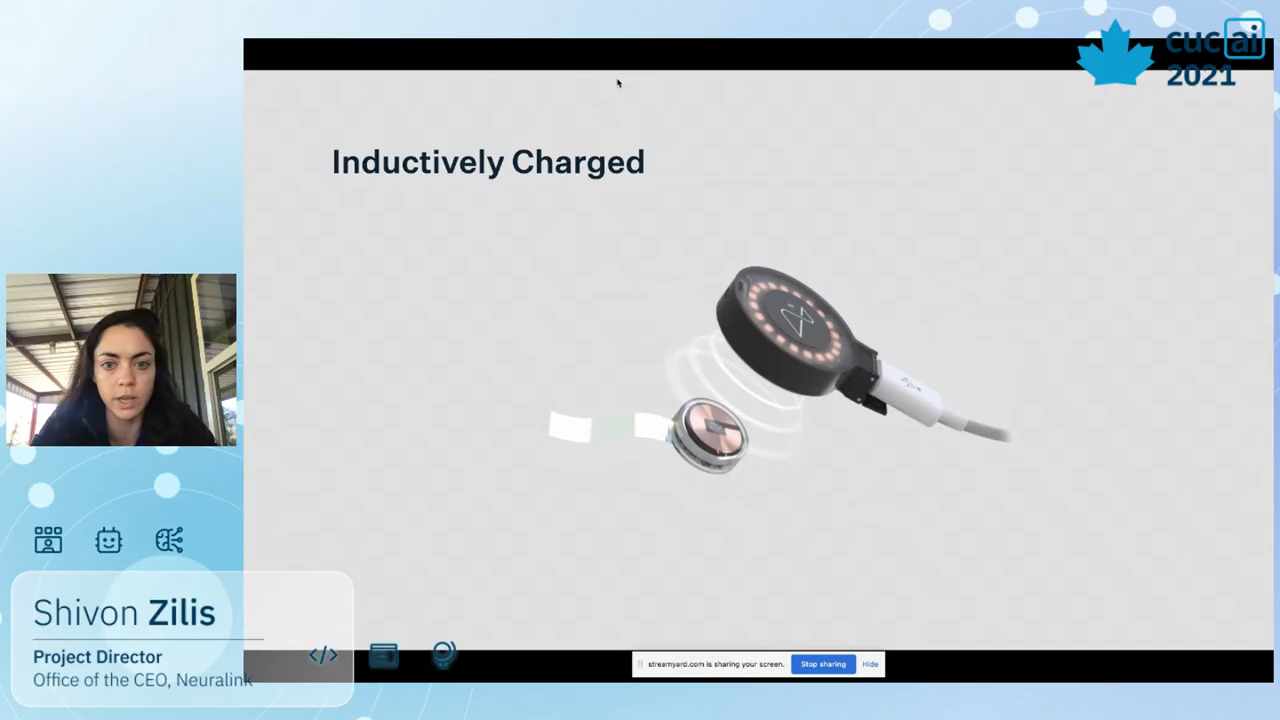 cuc ai
2021
Inductively Charged
Shivon Zilis
Project Director
Office of the CEO, Neuralink
streamyard.com is sharing your screen.
Stop sharing
Hide